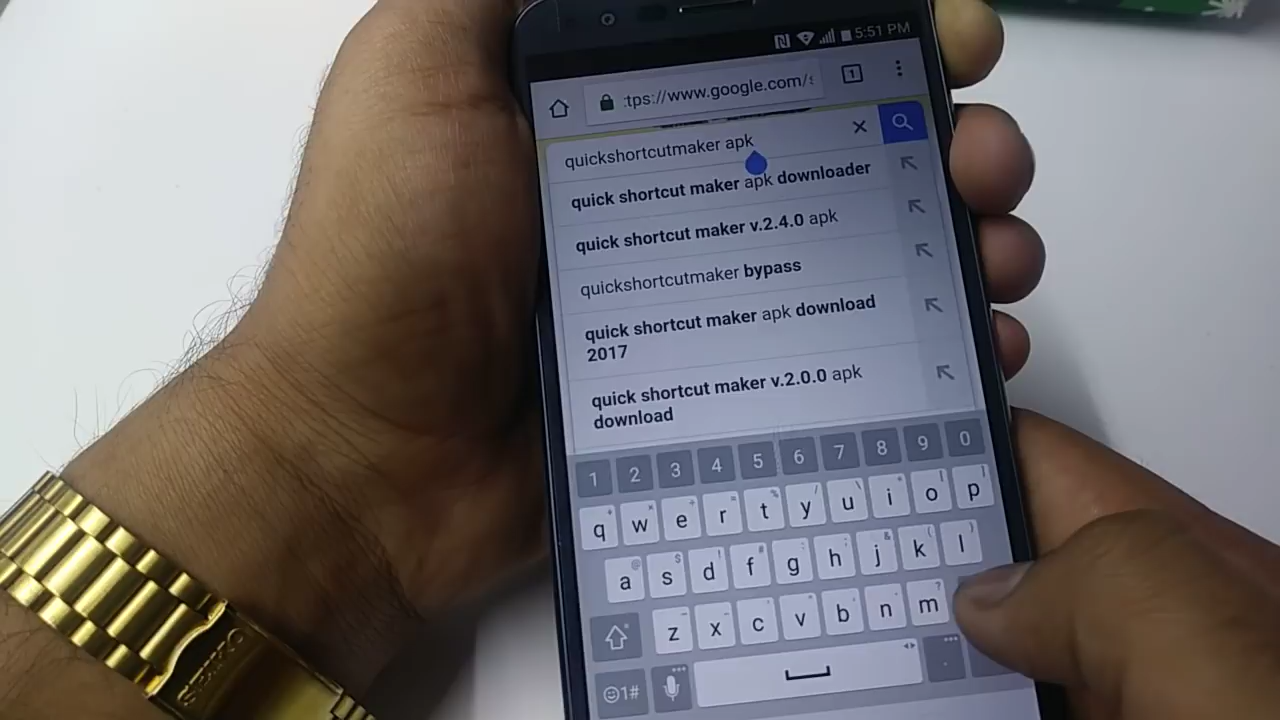 5:51 PM
1
tps://www.google.com/s
quickshortcutmaker apk
quick shortcut maker apk downloader
quick shortcut maker v.2.4.0 apk
quickshortcutmaker bypass
quick shortcut maker apk download
2017
quick shortcut maker v.2.0.0 apk
download
1 2 3 4 5 6 7 8 9 0
q w e r t y u i o p
a s d f g h j k l
z x c v b n m
1# .